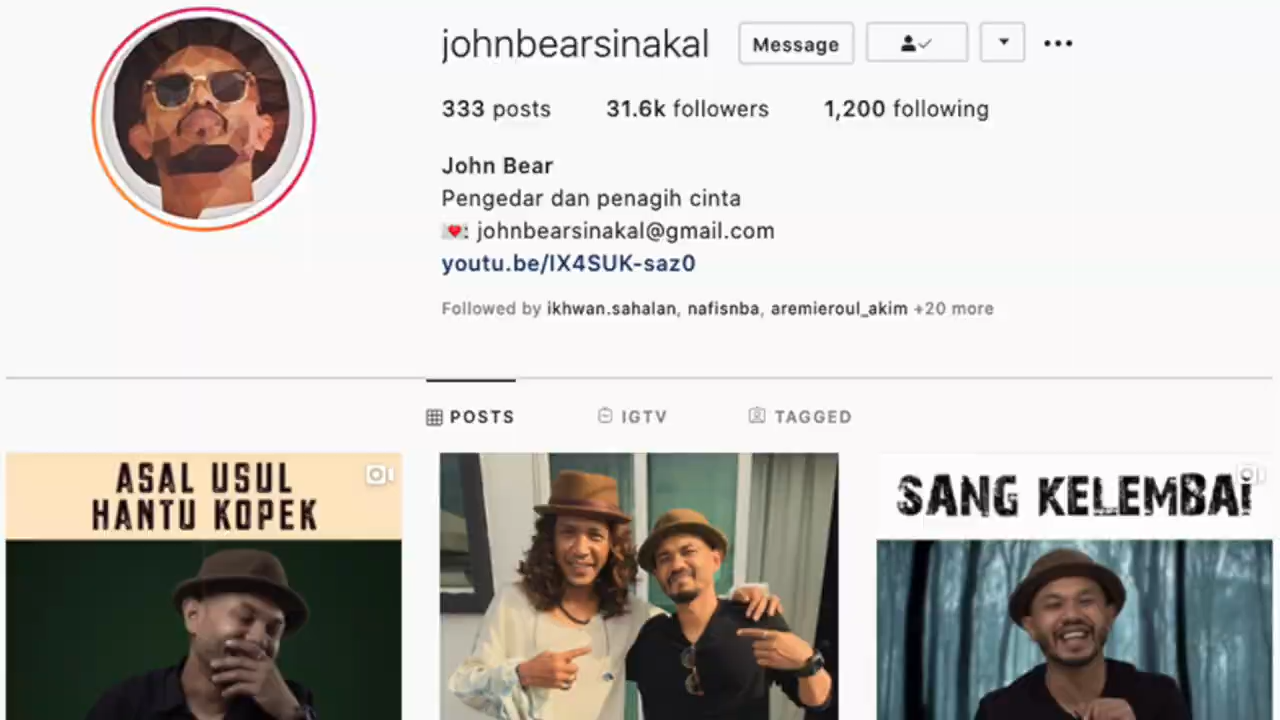 johnbearsinakal Message
333 posts 31.6k followers 1,200 following
John Bear
Pengedar dan penagih cinta
💌: johnbearsinakal@gmail.com
youtu.be/IX4SUK-saz0
Followed by ikhwan.sahalan, nafisnba, aremieroul_akim +20 more
POSTS IGTV TAGGED
ASAL USUL
HANTU KOPEK
SANG KELEMBAI